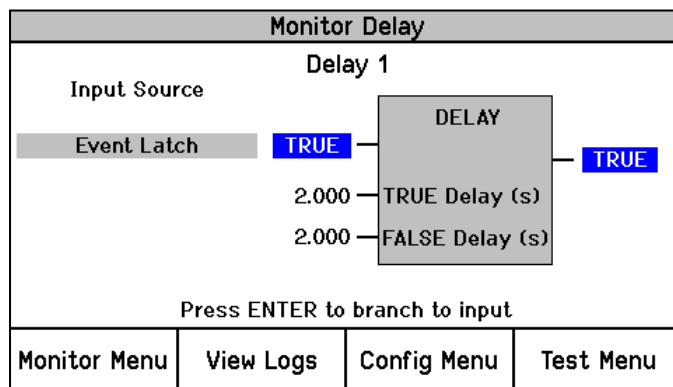 Monitor Delay
Delay 1
Input Source
DELAY
Event Latch TRUE TRUE
2.000 TRUE Delay (s)
2.000 FALSE Delay (s)
Press ENTER to branch to input
Monitor Menu View Logs Config Menu Test Menu